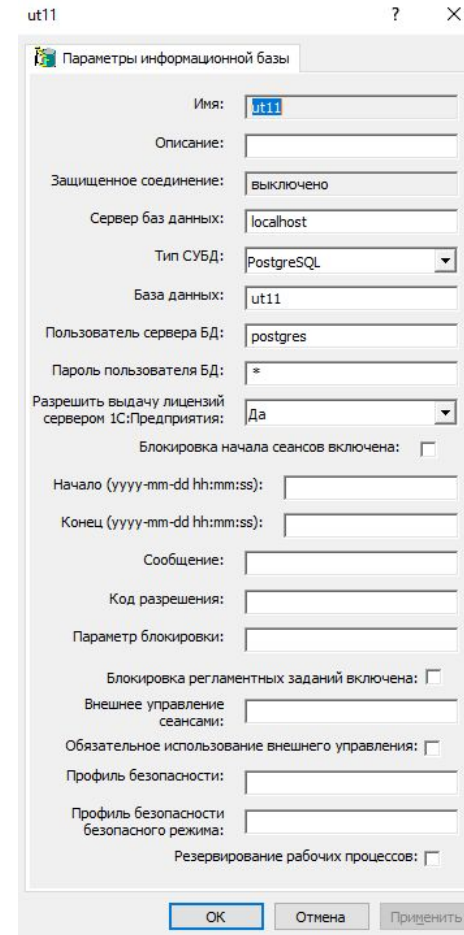 ut11
?
Параметры информационной базы
Имя: ut11
Описание:
Защищенное соединение: выключено
Сервер баз данных: localhost
Тип СУБД: PostgreSQL
База данных: ut11
Пользователь сервера БД: postgres
Пароль пользователя БД: *
Разрешить выдачу лицензий
сервером 1С:Предприятия: Да
Блокировка начала сеансов включена:
Начало (yyyy-mm-dd hh:mm:ss):
Конец (yyyy-mm-dd hh:mm:ss):
Сообщение:
Код разрешения:
Параметр блокировки:
Блокировка регламентных заданий включена:
Внешнее управление
сеансами:
Обязательное использование внешнего управления:
Профиль безопасности:
Профиль безопасности
безопасного режима:
Резервирование рабочих процессов:
ОК Отмена Применить